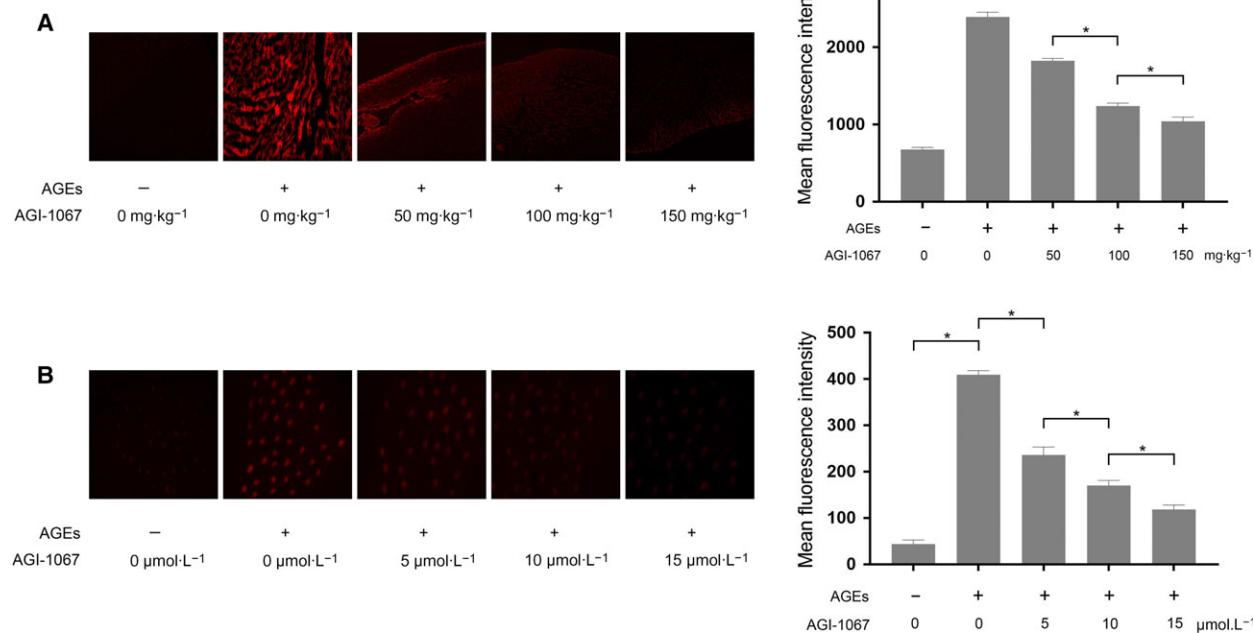 A
AGEs – + + + +
AGI-1067 0 mg·kg⁻¹ 0 mg·kg⁻¹ 50 mg·kg⁻¹ 100 mg·kg⁻¹ 150 mg·kg⁻¹
Mean fluorescence
2000
1000
0
* *
AGEs – + + + +
AGI-1067 0 0 50 100 150 mg·kg⁻¹
B
AGEs – + + + +
AGI-1067 0 µmol·L⁻¹ 0 µmol·L⁻¹ 5 µmol·L⁻¹ 10 µmol·L⁻¹ 15 µmol·L⁻¹
Mean fluorescence intensity
500
400
300
200
100
0
* * * *
AGEs – + + + +
AGI-1067 0 0 5 10 15 µmol.L⁻¹